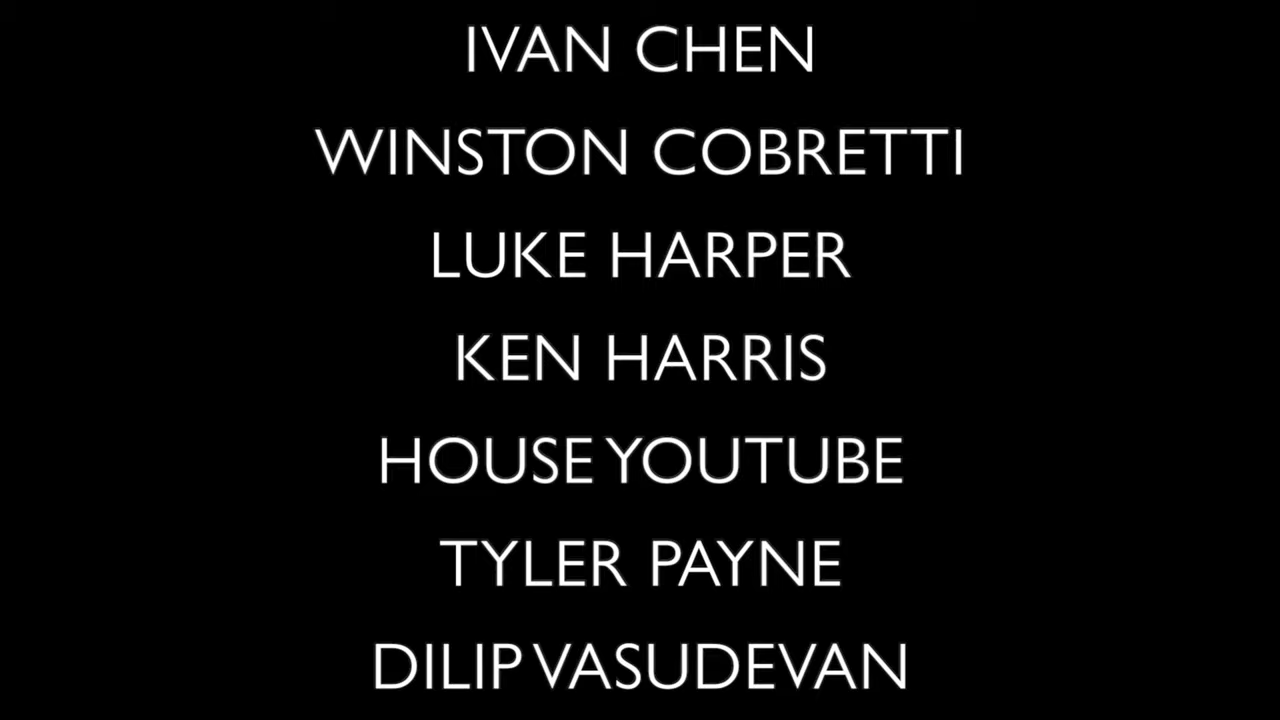 IVAN CHEN
WINSTON COBRETTI
LUKE HARPER
KEN HARRIS
HOUSE YOUTUBE
TYLER PAYNE
DILIP VASUDEVAN